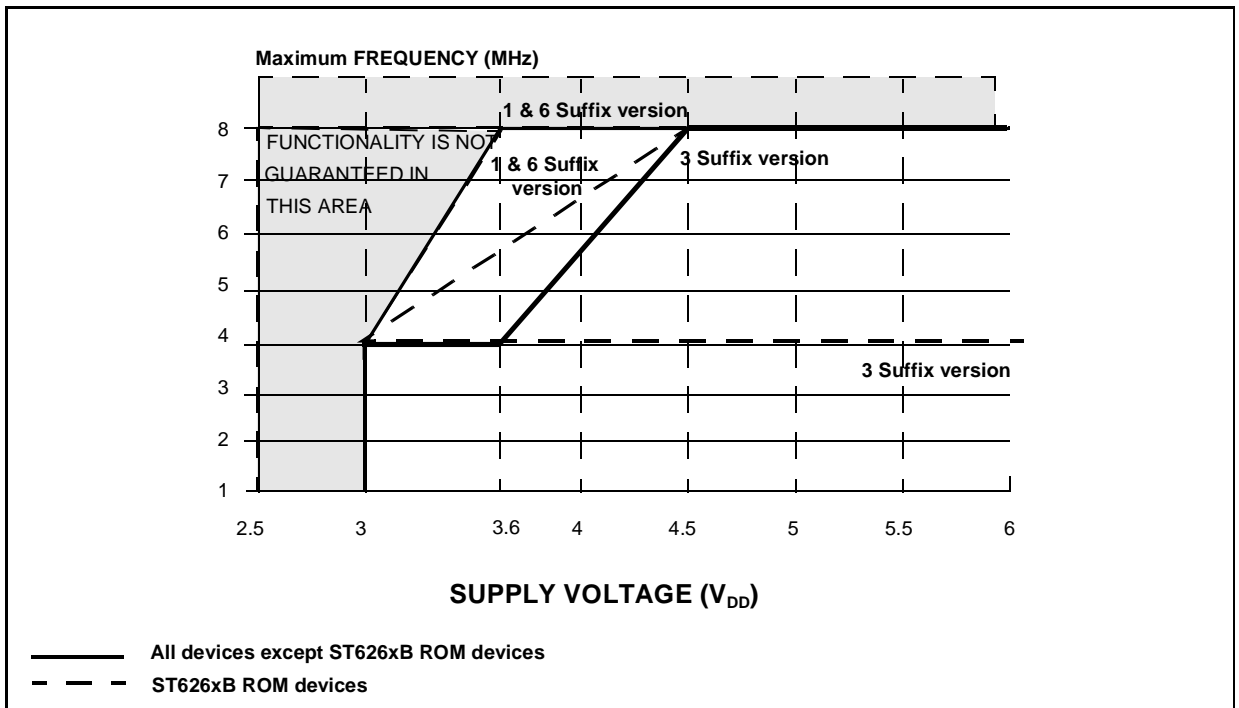 Maximum FREQUENCY (MHz)
1 & 6 Suffix version
8
FUNCTIONALITY IS NOT
1 & 6 Suffix
version
3 Suffix version
7
GUARANTEED IN
THIS AREA
6
5
4
3 Suffix version
3
2
1
2.5 3 3.6 4 4.5 5 5.5 6
SUPPLY VOLTAGE (VDD)
All devices except ST626xB ROM devices
ST626xB ROM devices